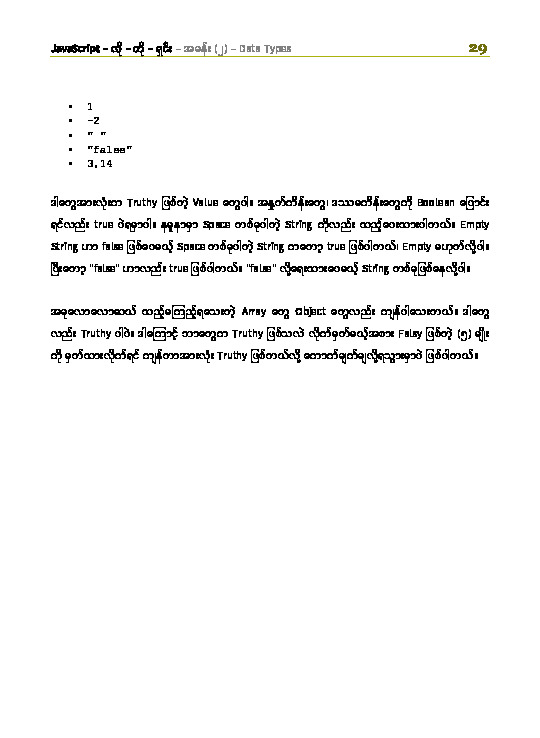 JavaScript – လို – တို – ရှင်း – အခန်း (၂) – Data Types 29
• 1
• -2
• " "
• "false"
• 3.14
ဒါတွေအားလုံးက Truthy ဖြစ်တဲ့ Value တွေပါ။ အနှုတ်ကိန်းတွေ၊ ဒဿမကိန်းတွေကို Boolean ပြောင်း
ရင်လည်း true ပဲရမှာပါ။ နမူနာမှာ Space တစ်ခုပါတဲ့ String ကိုလည်း ထည့်ပေးထားပါတယ်။ Empty
String ဟာ false ဖြစ်ပေမယ့် Space တစ်ခုပါတဲ့ String ကတော့ true ဖြစ်ပါတယ်၊ Empty မဟုတ်လို့ပါ။
ပြီးတော့ "false" ဟာလည်း true ဖြစ်ပါတယ်။ "false" လို့ရေးထားပေမယ့် String တစ်ခုဖြစ်နေလို့ပါ။
အခုလောလောဆယ် ထည့်မကြည့်ရသေးတဲ့ Array တွေ Object တွေလည်း ကျန်ပါသေးတယ်။ ဒါတွေ
လည်း Truthy ပါပဲ။ ဒါကြောင့် ဘာတွေက Truthy ဖြစ်သလဲ လိုက်မှတ်မယ့်အစား Falsy ဖြစ်တဲ့ (၅) မျိုး
ကို မှတ်ထားလိုက်ရင် ကျန်တာအားလုံး Truthy ဖြစ်တယ်လို့ ကောက်ချက်ချလို့ရသွားမှာပဲ ဖြစ်ပါတယ်။